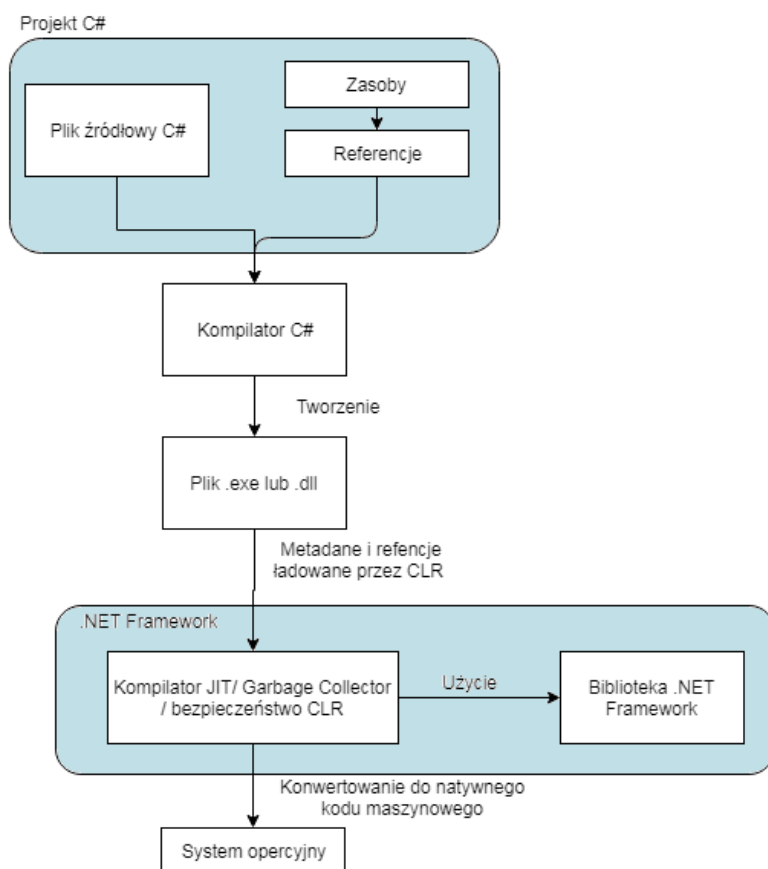 Projekt C#
Plik źródłowy C#
Zasoby
Referencje
Kompilator C#
Tworzenie
Plik .exe lub .dll
Metadane i refencje
ładowane przez CLR
.NET Framework
Kompilator JIT/ Garbage Collector
/ bezpieczeństwo CLR
Użycie
Biblioteka .NET
Framework
Konwertowanie do natywnego
kodu maszynowego
System opercyjny